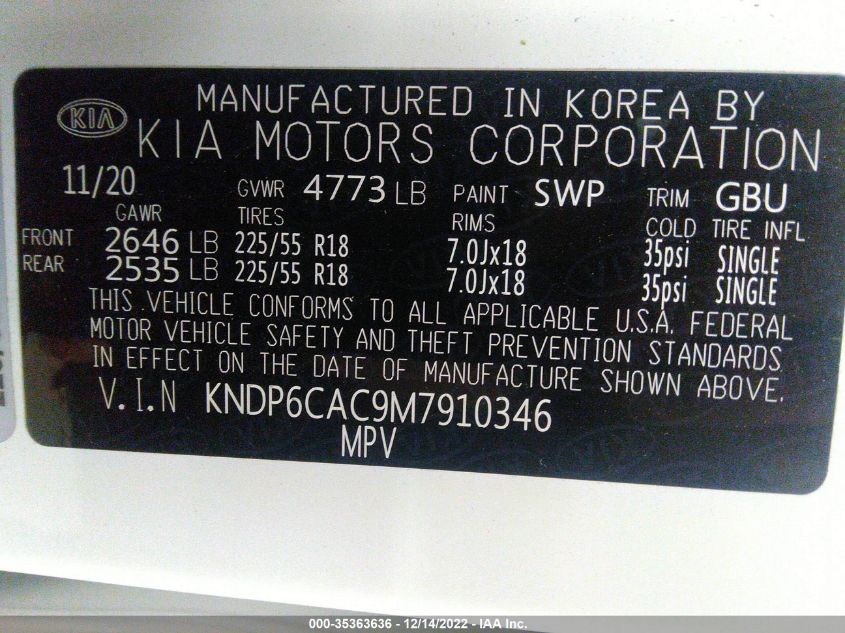 MANUFACTURED IN KOREA BY
KIA KIA MOTORS CORPORATION
11/20 GVWR 4773 LB PAINT SWP TRIM GBU
GAWR TIRES RIMS COLD TIRE INFL
FRONT 2646 LB 225/55 R18 7.0Jx18 35psi SINGLE
REAR 2535 LB 225/55 R18 7.0Jx18 35psi SINGLE
THIS VEHICLE CONFORMS TO ALL APPLICABLE U.S.A. FEDERAL
MOTOR VEHICLE SAFETY AND THEFT PREVENTION STANDARDS
IN EFFECT ON THE DATE OF MANUFACTURE SHOWN ABOVE.
V.I.N KNDP6CAC9M7910346
MPV
000-35363636 - 12/14/2022 - IAA Inc.